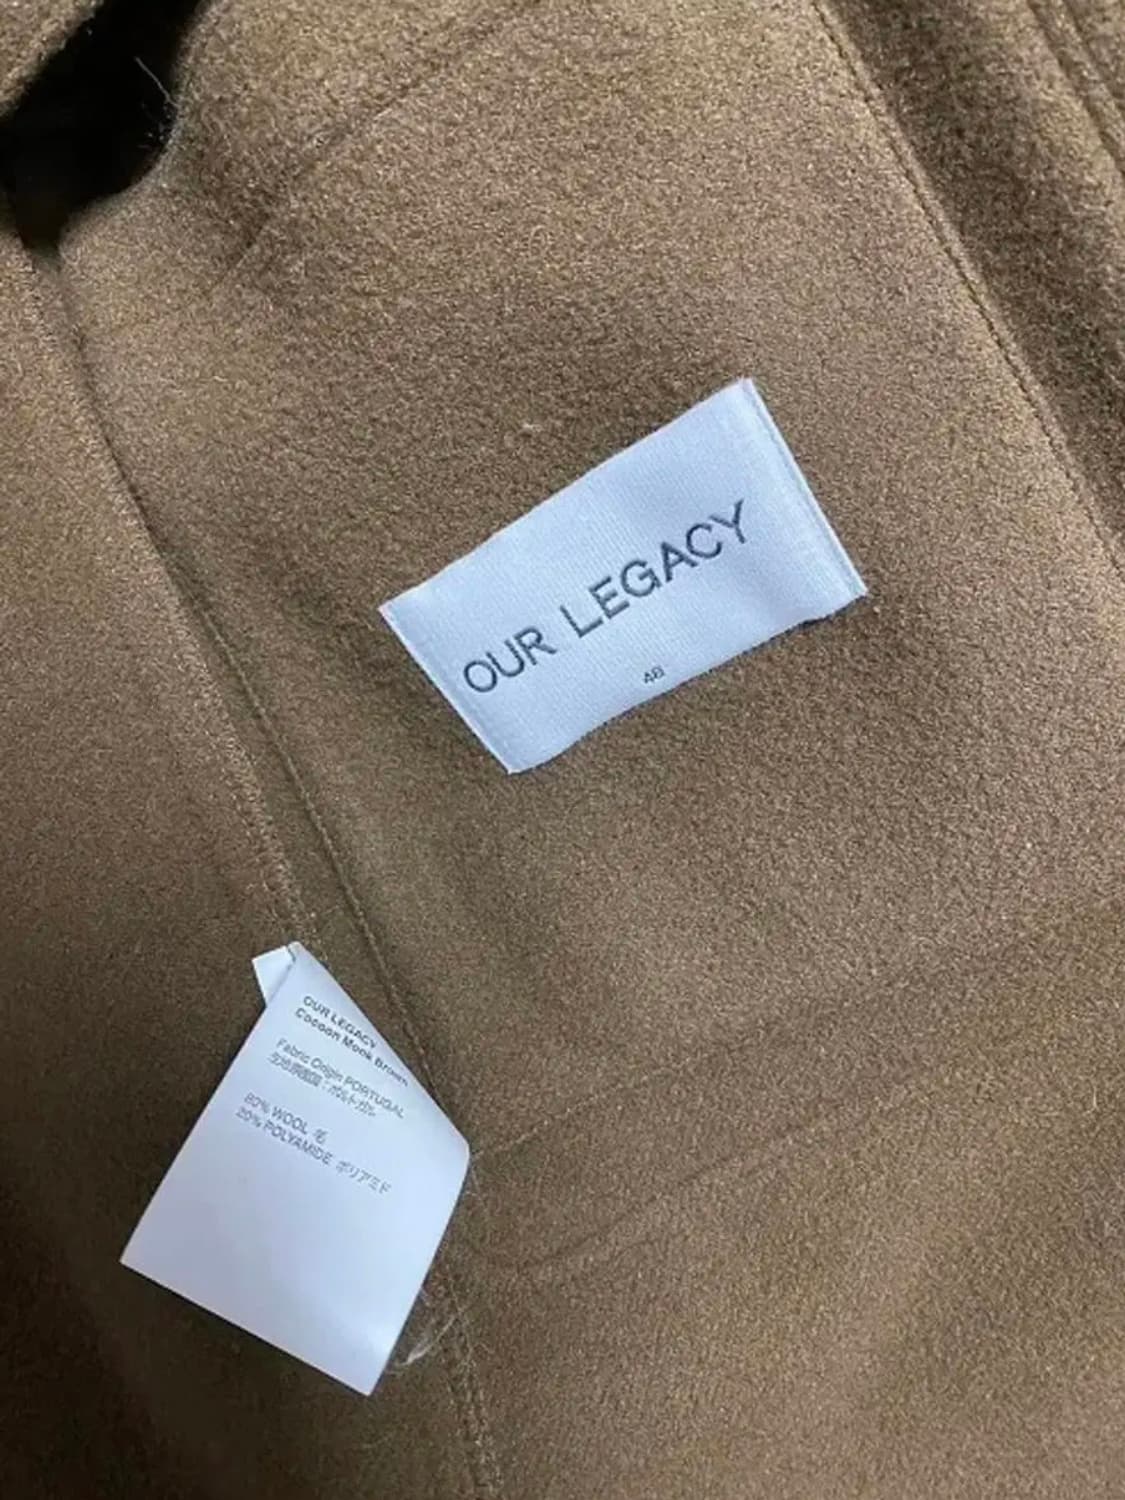 OUR LEGACY
48
OUR LEGACY
Cocoon Monk Brown
Fabric Origin PORTUGAL
生地原産国：ポルトガル
80% WOOL 毛
20% POLYAMIDE ポリアミド